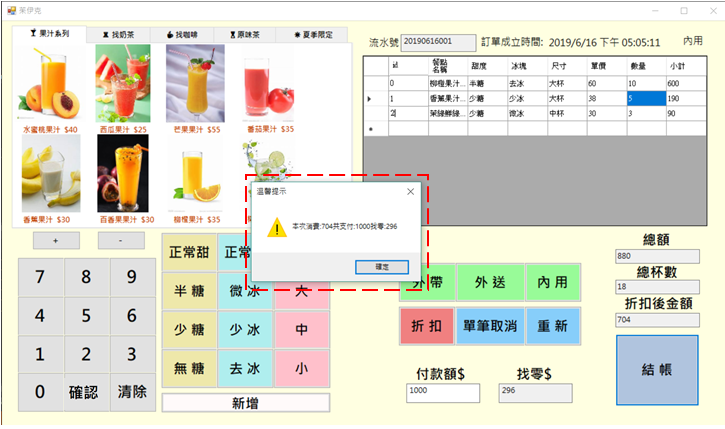 茱伊克
果汁系列 找奶茶 找咖啡 原味茶 夏季限定
水蜜桃果汁 $40 西瓜果汁 $25 芒果果汁 $55 番茄果汁 $35
香蕉果汁 $30 百香果果汁 $30 柳橙果汁 $35
+ -
7 8 9
4 5 6
1 2 3
0 確認 清除
正常甜 正常
半 糖 微 冰 大
少 糖 少 冰 中
無 糖 去 冰 小
新增
溫馨提示
本次消費:704共支付:1000找零:296
確定
流水號 20190616001 訂單成立時間: 2019/6/16 下午 05:05:11 內用
id 餐點名稱 甜度 冰塊 尺寸 單價 數量 小計
0 柳橙果汁... 半糖 去冰 大杯 60 10 600
1 香蕉果汁... 少糖 少冰 大杯 38 5 190
2 少糖 微冰 中杯 30 3 90
外 帶 外 送 內 用
折 扣 單筆取消 重 新
付款額$ 找零$
1000 296
總額
880
總杯數
18
折扣後金額
704
結 帳